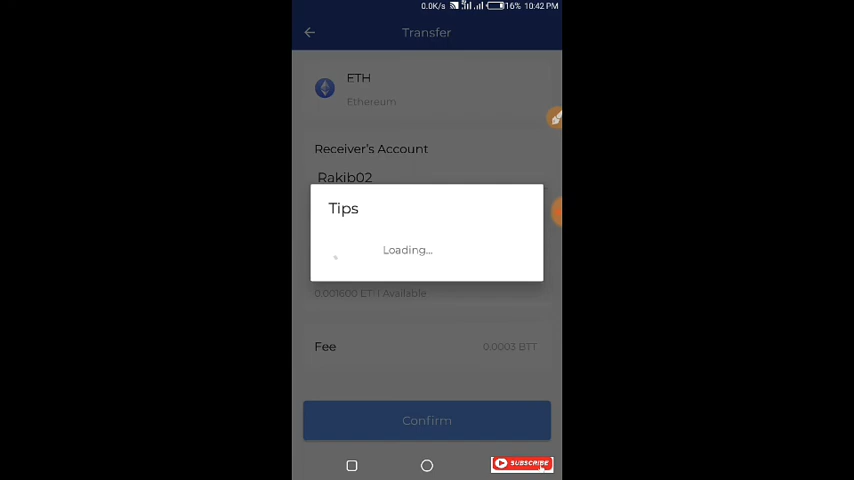 0.0K/s 16% 10:42 PM
Transfer
ETH
Ethereum
Receiver's Account
Rakib02
Tips
Loading...
0.001600 ETH Available
Fee
0.0003 BTT
Confirm
SUBSCRIBE